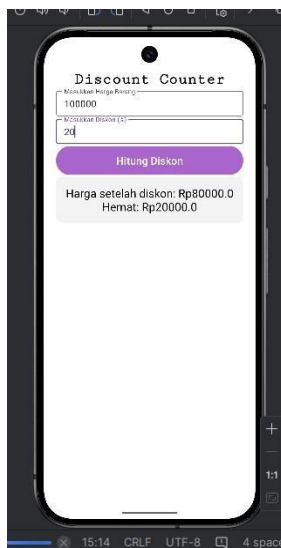 Discount Counter
Masukkan Harga Barang
100000
Masukkan Diskon (%)
20
Hitung Diskon
Harga setelah diskon: Rp80000.0
Hemat: Rp20000.0
1:1
15:14 CRLF UTF-8 4 space